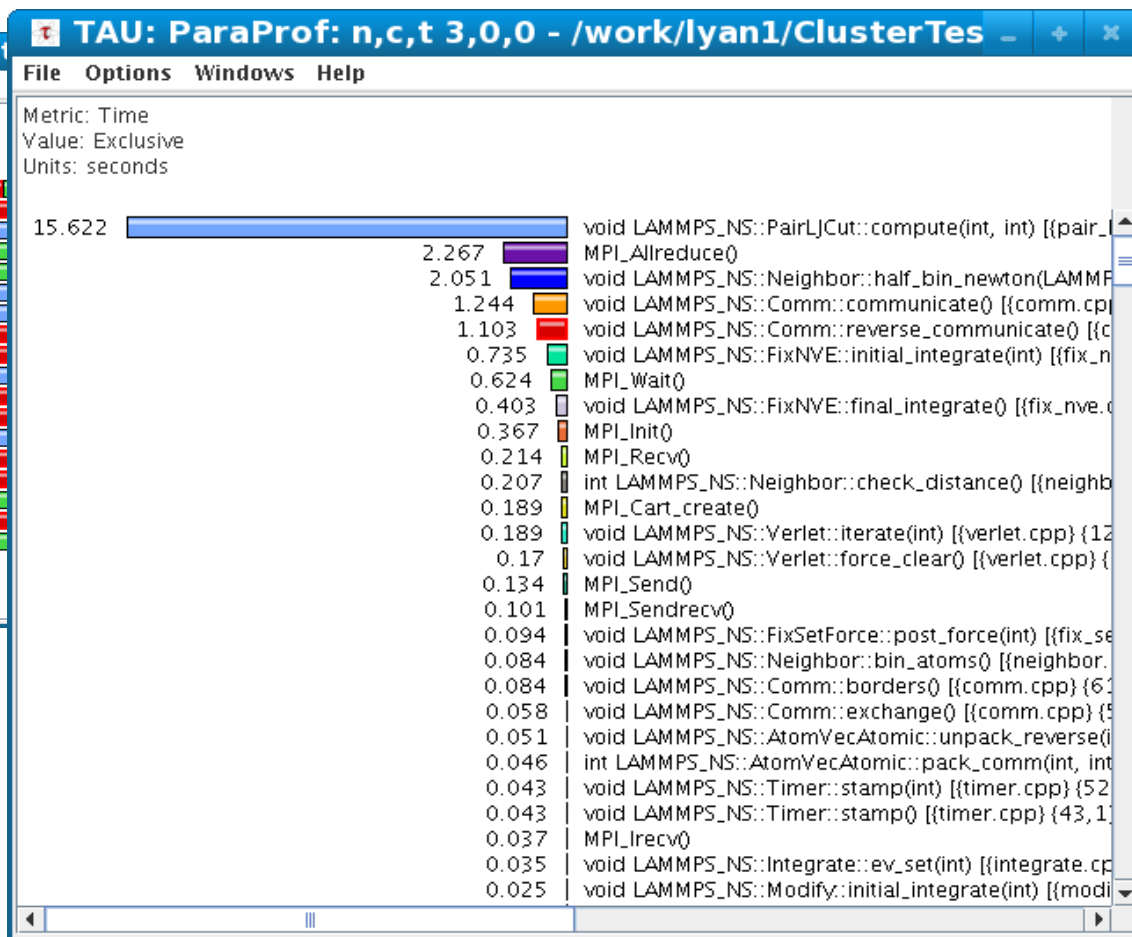 TAU: ParaProf: n,c,t 3,0,0 - /work/lyan1/ClusterTes
File Options Windows Help
Metric: Time
Value: Exclusive
Units: seconds
15.622 void LAMMPS_NS::PairLJCut::compute(int, int) [{pair_l
2.267 MPI_Allreduce()
2.051 void LAMMPS_NS::Neighbor::half_bin_newton(LAMMP
1.244 void LAMMPS_NS::Comm::communicate() [{comm.cpp
1.103 void LAMMPS_NS::Comm::reverse_communicate() [{c
0.735 void LAMMPS_NS::FixNVE::initial_integrate(int) [{fix_n
0.624 MPI_Wait()
0.403 void LAMMPS_NS::FixNVE::final_integrate() [{fix_nve.c
0.367 MPI_Init()
0.214 MPI_Recv()
0.207 int LAMMPS_NS::Neighbor::check_distance() [{neighb
0.189 MPI_Cart_create()
0.189 void LAMMPS_NS::Verlet::iterate(int) [{verlet.cpp} {12
0.17 void LAMMPS_NS::Verlet::force_clear() [{verlet.cpp} {
0.134 MPI_Send()
0.101 MPI_Sendrecv()
0.094 void LAMMPS_NS::FixSetForce::post_force(int) [{fix_se
0.084 void LAMMPS_NS::Neighbor::bin_atoms() [{neighbor.
0.084 void LAMMPS_NS::Comm::borders() [{comm.cpp} {61
0.058 void LAMMPS_NS::Comm::exchange() [{comm.cpp} {5
0.051 void LAMMPS_NS::AtomVecAtomic::unpack_reverse(i
0.046 int LAMMPS_NS::AtomVecAtomic::pack_comm(int, int
0.043 void LAMMPS_NS::Timer::stamp(int) [{timer.cpp} {52
0.043 void LAMMPS_NS::Timer::stamp() [{timer.cpp} {43,1}
0.037 MPI_Irecv()
0.035 void LAMMPS_NS::Integrate::ev_set(int) [{integrate.cp
0.025 void LAMMPS_NS::Modify::initial_integrate(int) [{modi